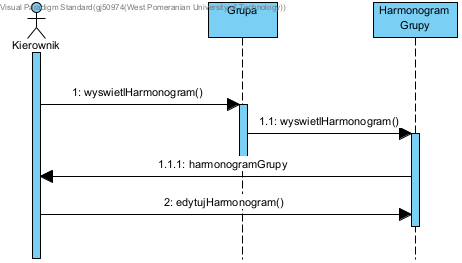 Visual Paradigm Standard(gj50974(West Pomeranian University of Technology))
Grupa
Harmonogram
Grupy
Kierownik
1: wyswietlHarmonogram()
1.1: wyswietlHarmonogram()
1.1.1: harmonogramGrupy
2: edytujHarmonogram()